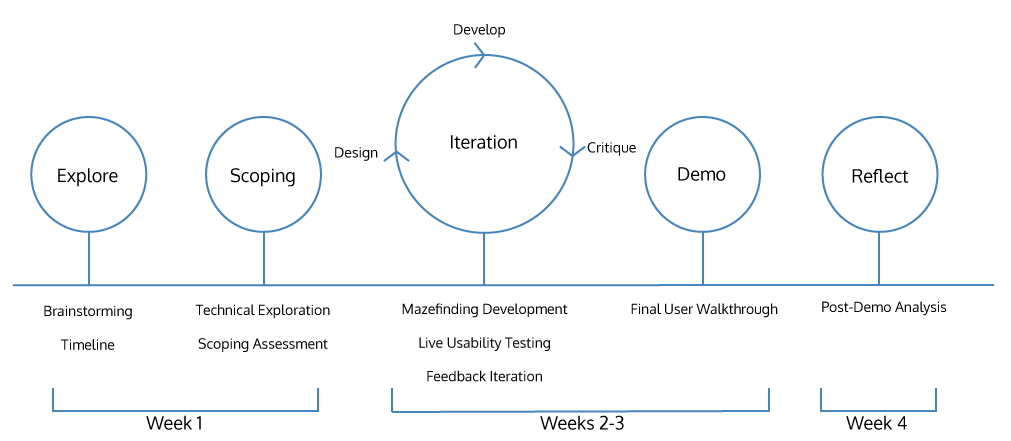 Develop
Iteration
Design
Critique
Explore
Scoping
Demo
Reflect
Brainstorming
Timeline
Technical Exploration
Scoping Assessment
Mazefinding Development
Live Usability Testing
Feedback Iteration
Final User Walkthrough
Post-Demo Analysis
Week 1
Weeks 2-3
Week 4